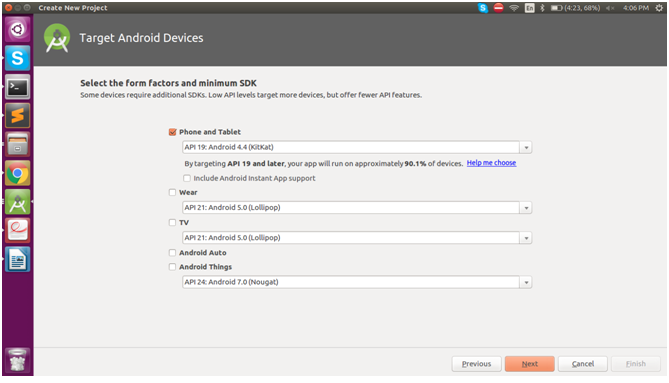 Create New Project
En
(4:23, 68%)
4:06 PM
Target Android Devices
Select the form factors and minimum SDK
Some devices require additional SDKs. Low API levels target more devices, but offer fewer API features.
Phone and Tablet
API 19: Android 4.4 (KitKat)
By targeting API 19 and later, your app will run on approximately 90.1% of devices. Help me choose
Include Android Instant App support
Wear
API 21: Android 5.0 (Lollipop)
TV
API 21: Android 5.0 (Lollipop)
Android Auto
Android Things
API 24: Android 7.0 (Nougat)
Previous
Next
Cancel
Finish